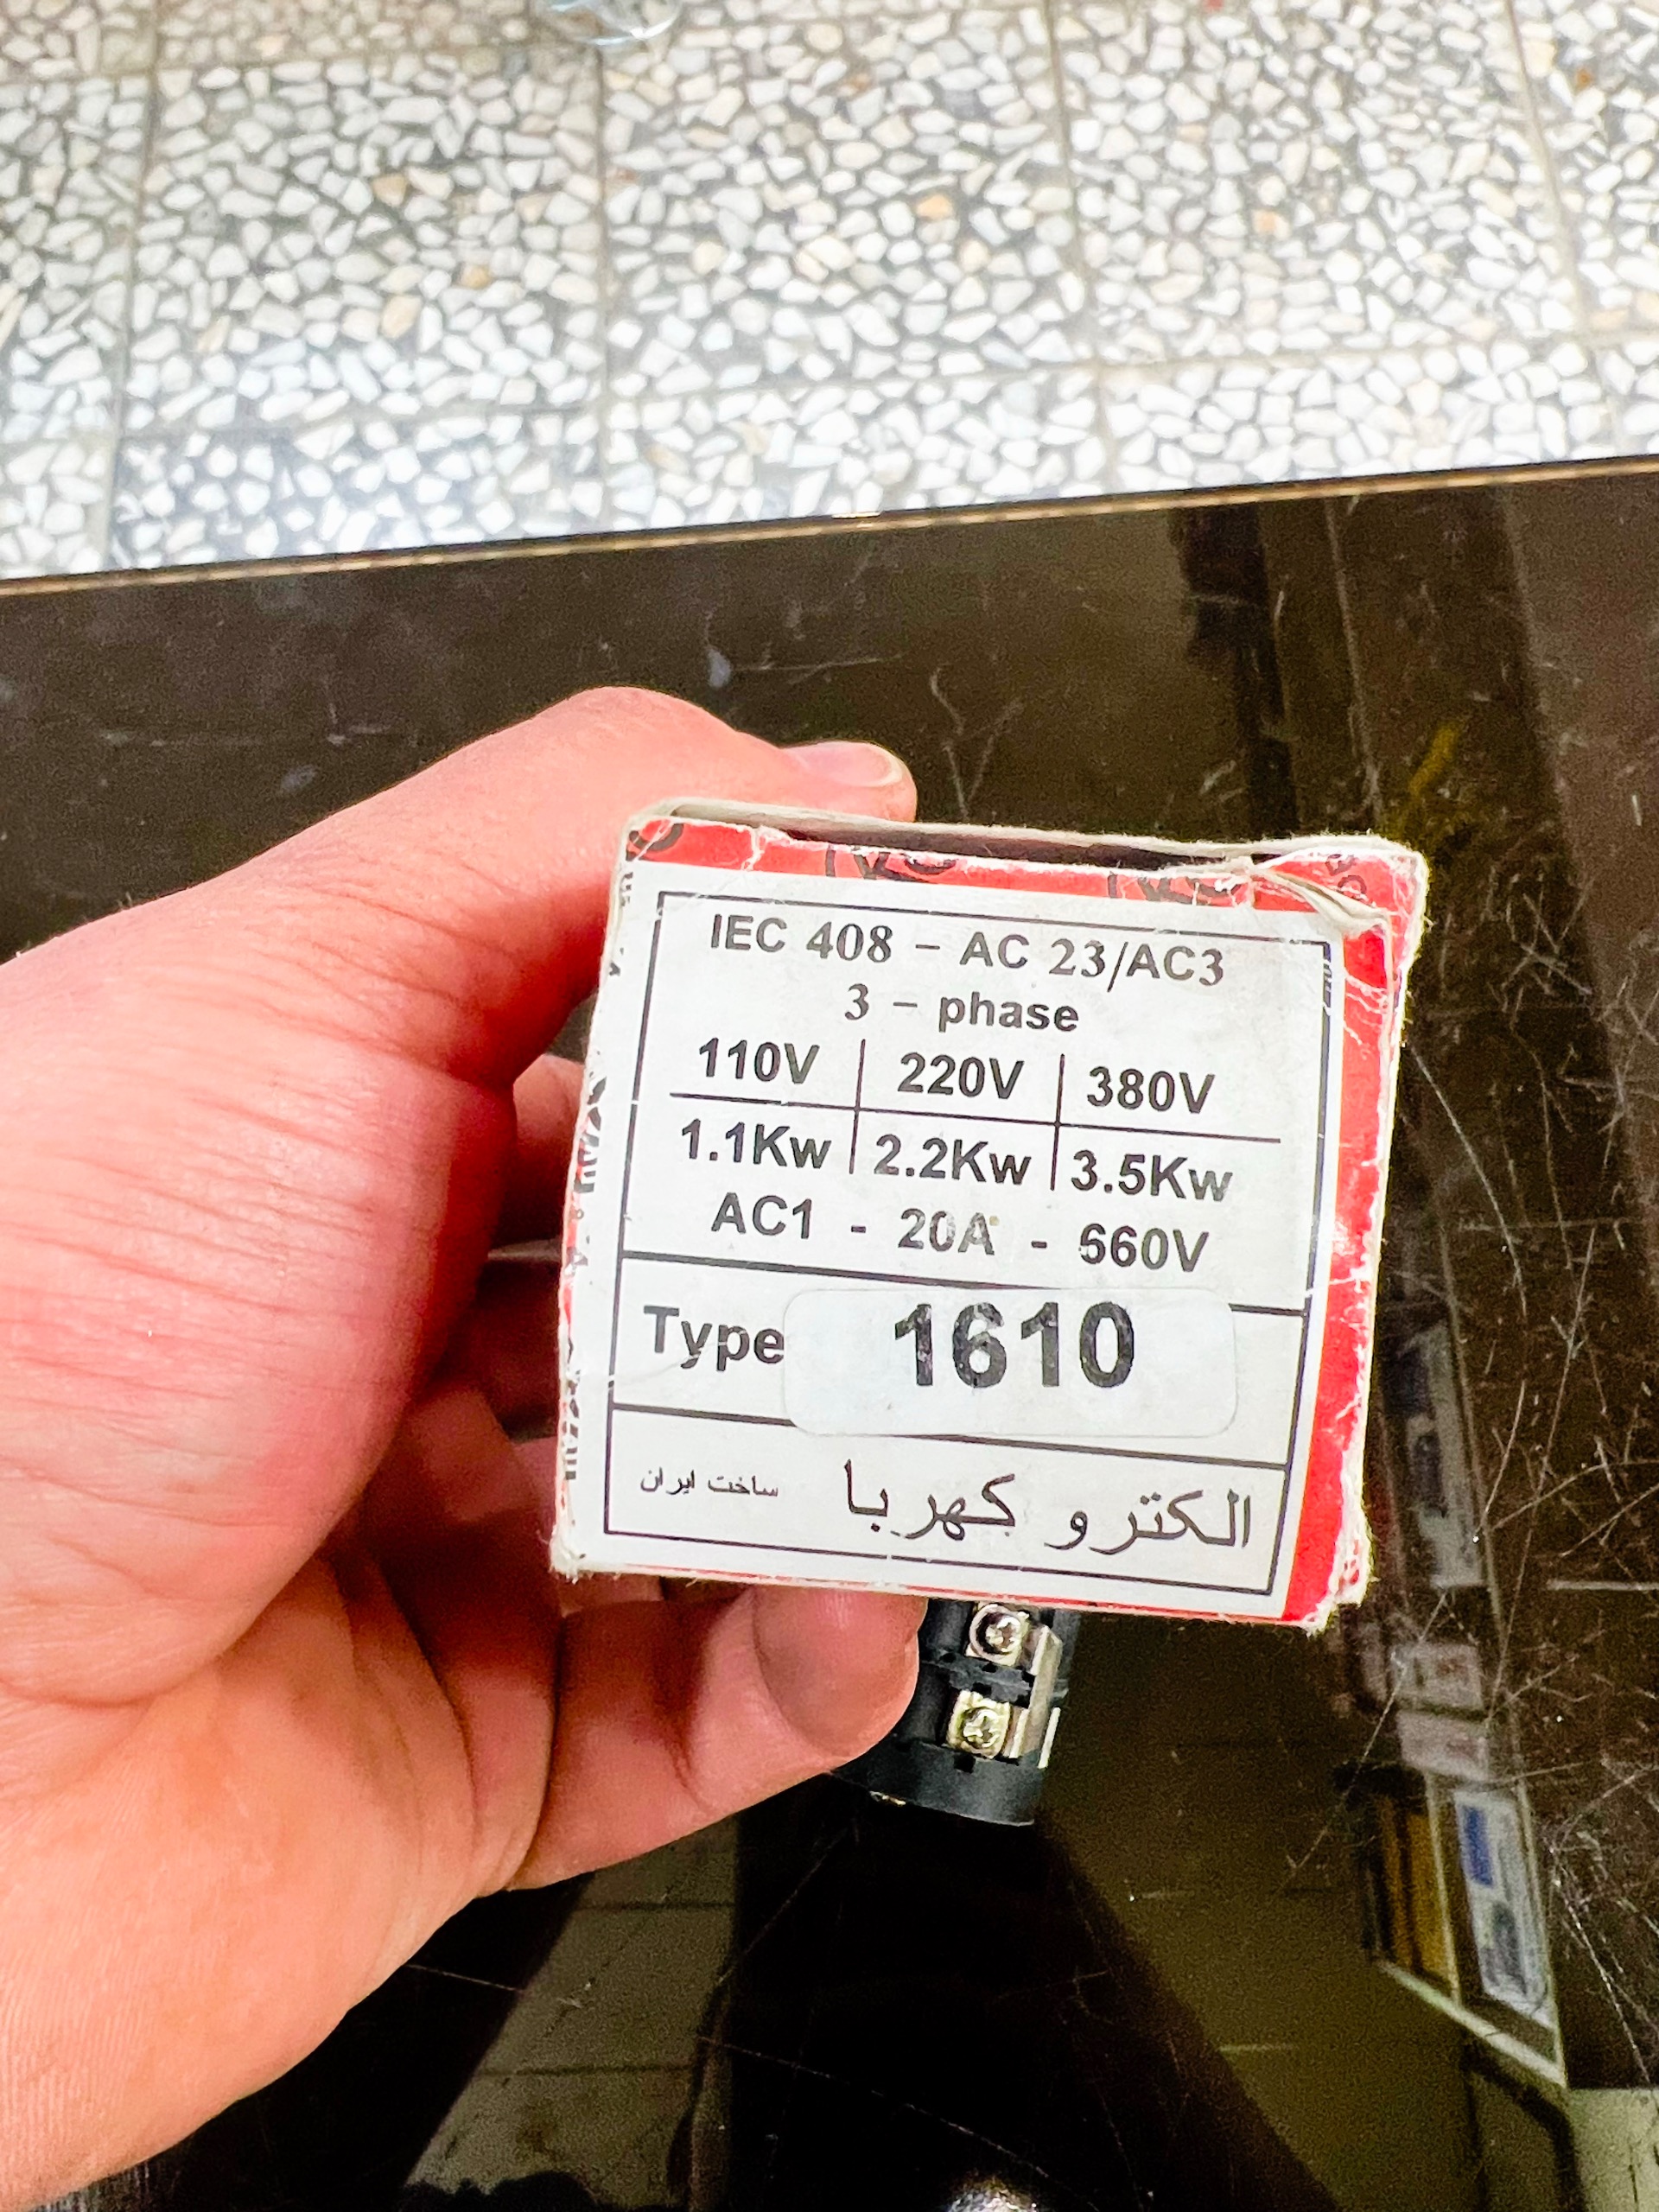 IEC 408 – AC 23/AC3
3 – phase
110V | 220V | 380V
1.1Kw | 2.2Kw | 3.5Kw
AC1 - 20A - 660V
Type 1610
الکترو کهربا ساخت ایران